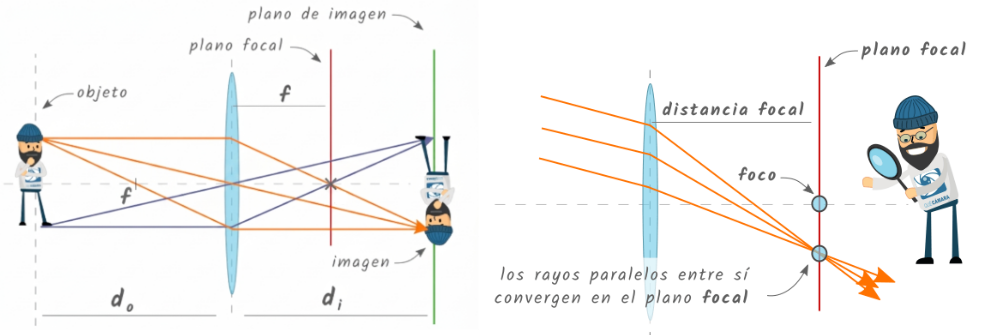 plano de imagen
plano focal
objeto
f
f
imagen
d₀
dᵢ
plano focal
distancia focal
foco
los rayos paralelos entre sí
convergen en el plano focal